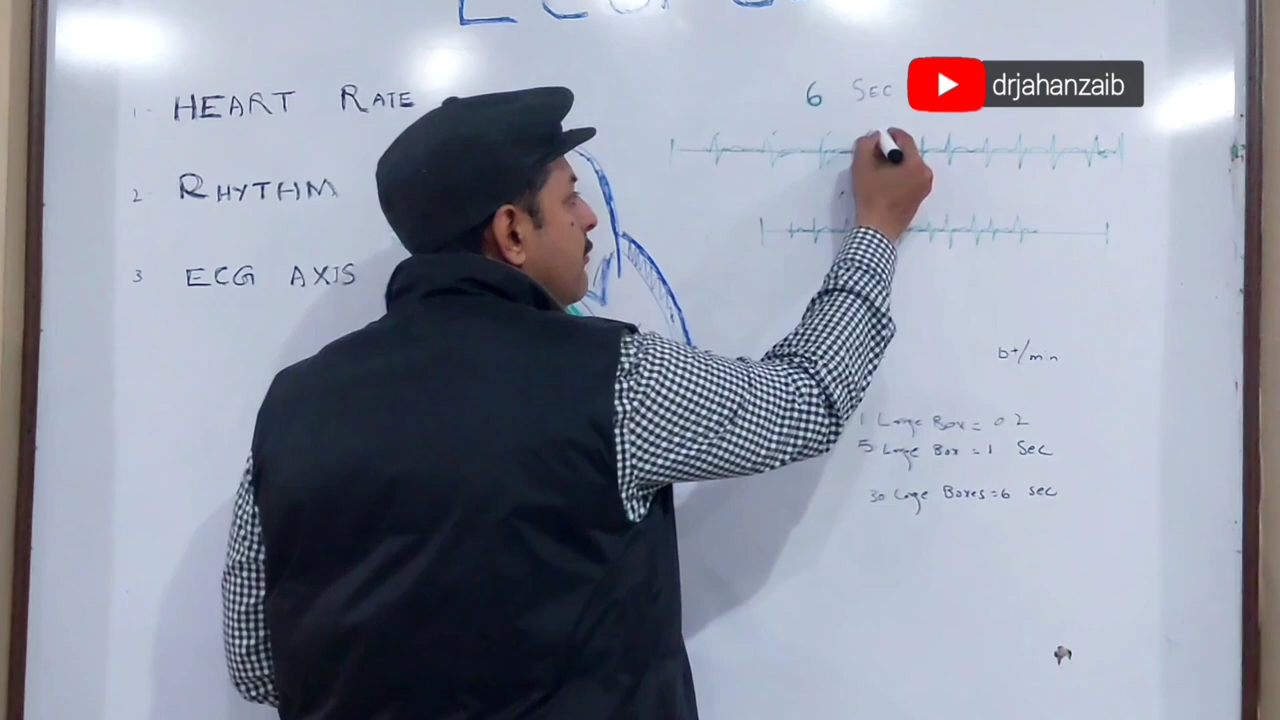 1- HEART RATE
2- RHYTHM
3 ECG AXIS
6 SEC
drjahanzaib
bt/min
1 Large Box = 0 2
5 Large Box = 1 Sec
30 Large Boxes = 6 sec